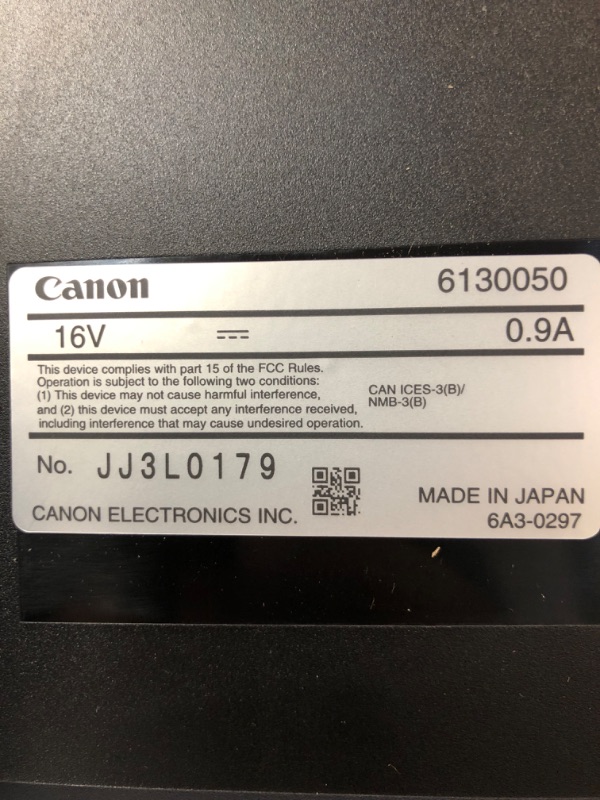 Canon 6130050
16V 0.9A
This device complies with part 15 of the FCC Rules.
Operation is subject to the following two conditions:
(1) This device may not cause harmful interference,
and (2) this device must accept any interference received,
including interference that may cause undesired operation.
CAN ICES-3(B)/
NMB-3(B)
No. JJ3L0179
CANON ELECTRONICS INC.
MADE IN JAPAN
6A3-0297